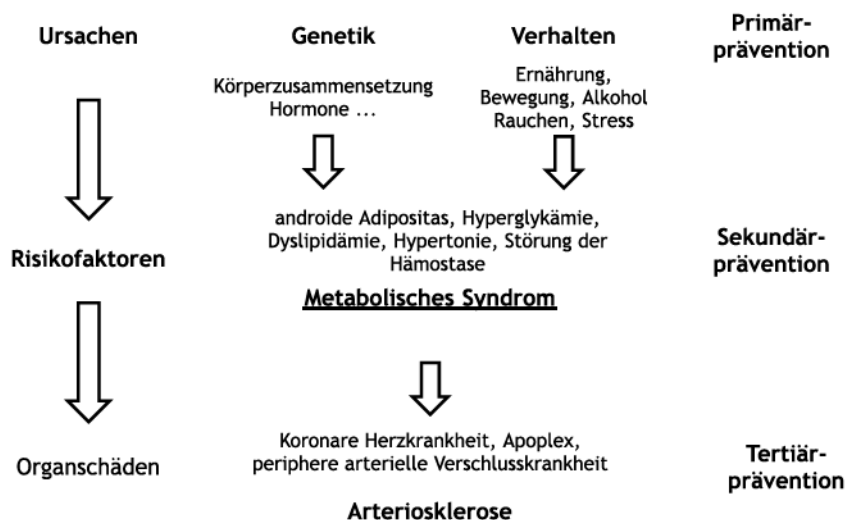 Ursachen Genetik Verhalten Primär-
prävention
Körperzusammensetzung
Hormone ...
Ernährung,
Bewegung, Alkohol
Rauchen, Stress
Risikofaktoren
androide Adipositas, Hyperglykämie,
Dyslipidämie, Hypertonie, Störung der
Hämostase
Metabolisches Syndrom
Sekundär-
prävention
Organschäden
Koronare Herzkrankheit, Apoplex,
periphere arterielle Verschlusskrankheit
Arteriosklerose
Tertiär-
prävention